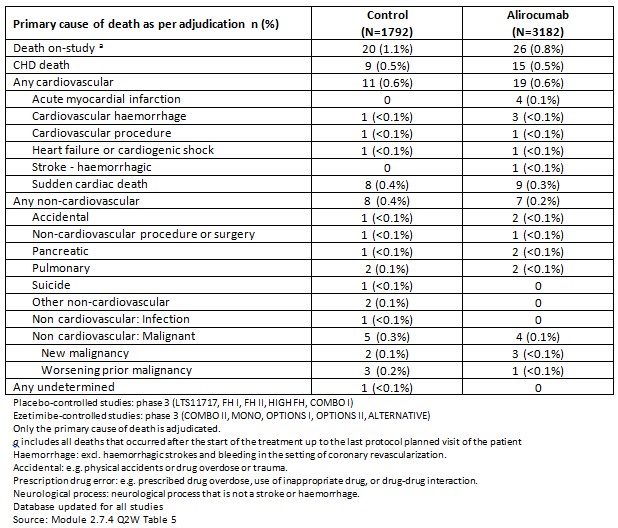 Primary cause of death as per adjudication n (%) Control (N=1792) Alirocumab (N=3182)
Death on-study a 20 (1.1%) 26 (0.8%)
CHD death 9 (0.5%) 15 (0.5%)
Any cardiovascular 11 (0.6%) 19 (0.6%)
Acute myocardial infarction 0 4 (0.1%)
Cardiovascular haemorrhage 1 (<0.1%) 3 (<0.1%)
Cardiovascular procedure 1 (<0.1%) 1 (<0.1%)
Heart failure or cardiogenic shock 1 (<0.1%) 1 (<0.1%)
Stroke - haemorrhagic 0 1 (<0.1%)
Sudden cardiac death 8 (0.4%) 9 (0.3%)
Any non-cardiovascular 8 (0.4%) 7 (0.2%)
Accidental 1 (<0.1%) 2 (<0.1%)
Non-cardiovascular procedure or surgery 1 (<0.1%) 1 (<0.1%)
Pancreatic 1 (<0.1%) 2 (<0.1%)
Pulmonary 2 (0.1%) 2 (<0.1%)
Suicide 1 (<0.1%) 0
Other non-cardiovascular 2 (0.1%) 0
Non cardiovascular: Infection 1 (<0.1%) 0
Non cardiovascular: Malignant 5 (0.3%) 4 (0.1%)
New malignancy 2 (0.1%) 3 (<0.1%)
Worsening prior malignancy 3 (0.2%) 1 (<0.1%)
Any undetermined 1 (<0.1%) 0
Placebo-controlled studies: phase 3 (LTS11717, FH I, FH II, HIGH FH, COMBO I)
Ezetimibe-controlled studies: phase 3 (COMBO II, MONO, OPTIONS I, OPTIONS II, ALTERNATIVE)
Only the primary cause of death is adjudicated.
a includes all deaths that occurred after the start of the treatment up to the last protocol planned visit of the patient
Haemorrhage: excl. haemorrhagic strokes and bleeding in the setting of coronary revascularization.
Accidental: e.g. physical accidents or drug overdose or trauma.
Prescription drug error: e.g. prescribed drug overdose, use of inappropriate drug, or drug-drug interaction.
Neurological process: neurological process that is not a stroke or haemorrhage.
Database updated for all studies
Source: Module 2.7.4 Q2W Table 5